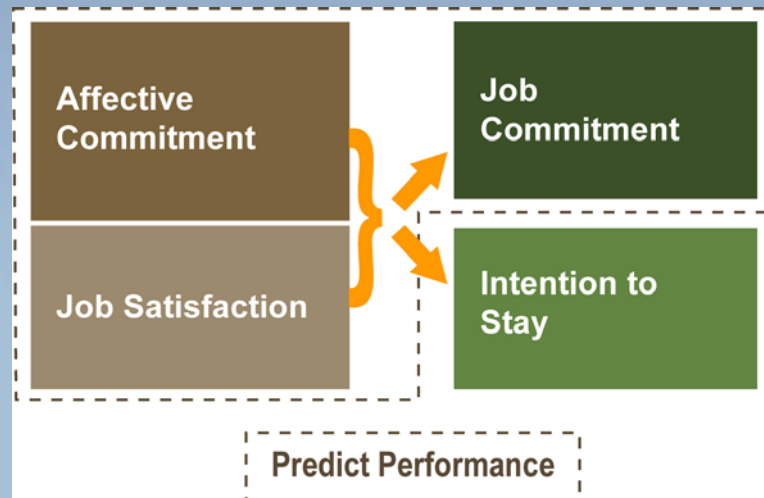 Affective
Commitment
Job
Commitment
Job Satisfaction
Intention to
Stay
Predict Performance